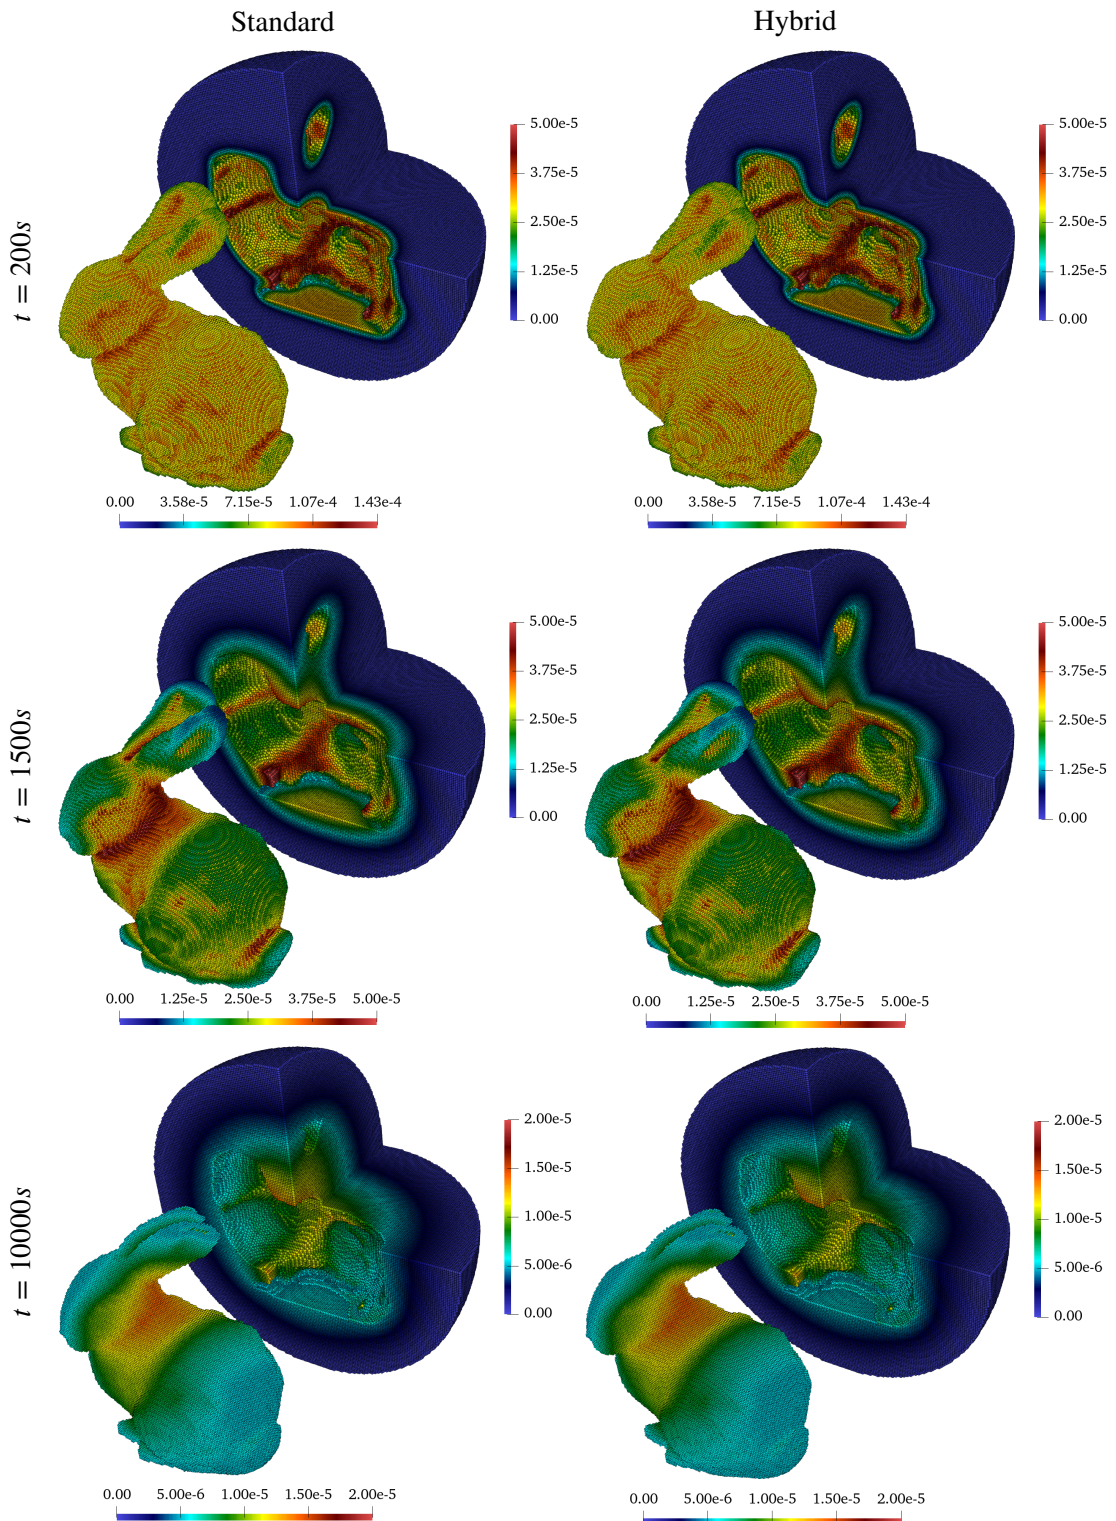 Standard Hybrid
t = 200s
5.00e-5 5.00e-5
3.75e-5 3.75e-5
2.50e-5 2.50e-5
1.25e-5 1.25e-5
0.00 0.00
0.00 3.58e-5 7.15e-5 1.07e-4 1.43e-4 0.00 3.58e-5 7.15e-5 1.07e-4 1.43e-4
t = 1500s
5.00e-5 5.00e-5
3.75e-5 3.75e-5
2.50e-5 2.50e-5
1.25e-5 1.25e-5
0.00 0.00
0.00 1.25e-5 2.50e-5 3.75e-5 5.00e-5 0.00 1.25e-5 2.50e-5 3.75e-5 5.00e-5
t = 10000s
2.00e-5 2.00e-5
1.50e-5 1.50e-5
1.00e-5 1.00e-5
5.00e-6 5.00e-6
0.00 0.00
0.00 5.00e-6 1.00e-5 1.50e-5 2.00e-5 0.00 5.00e-6 1.00e-5 1.50e-5 2.00e-5